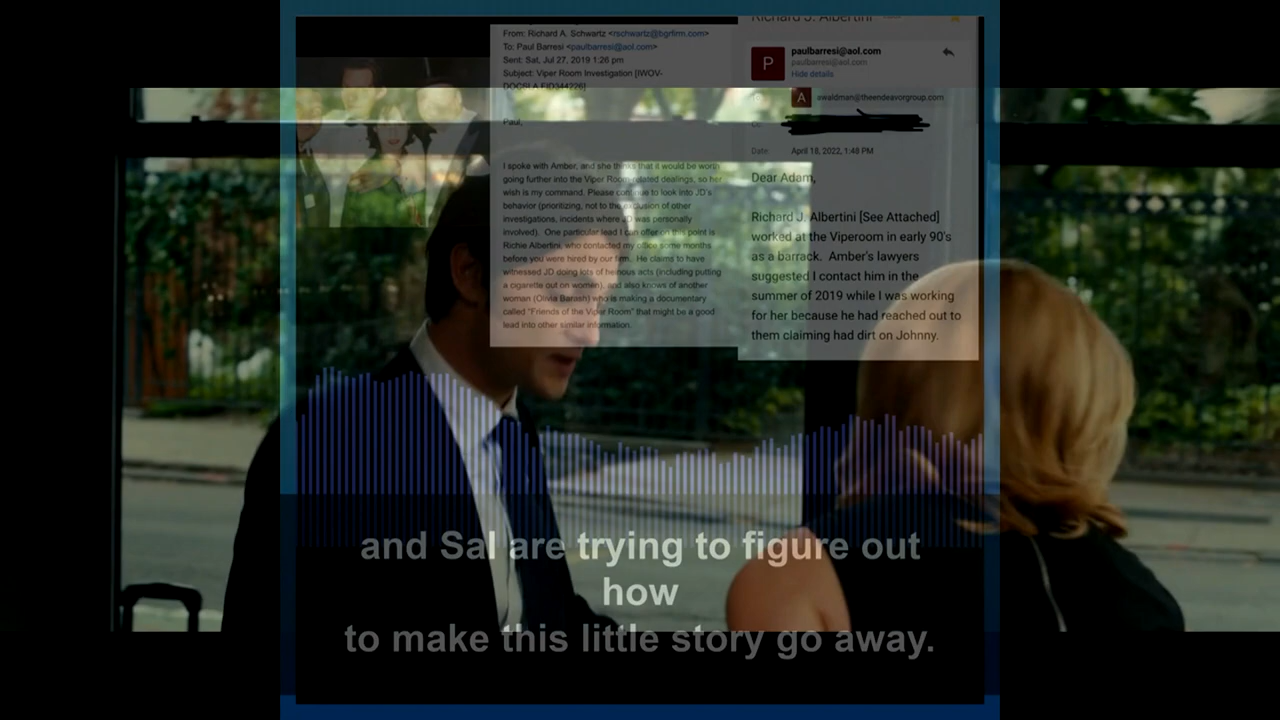 From: Richard A. Schwartz <rschwartz@bgrfirm.com>
To: Paul Barresi <paulbarresi@aol.com>
Sent: Sat, Jul 27, 2019 1:26 pm
Subject: Viper Room Investigation [IWOV-
DOCSLA.FID344226]
Paul,
I spoke with Amber, and she thinks that it would be worth
going further into the Viper Room-related dealings, so her
wish is my command. Please continue to look into JD's
behavior (prioritizing, not to the exclusion of other
investigations, incidents where JD was personally
involved). One particular lead I can offer on this point is
Richie Albertini, who contacted my office some months
before you were hired by our firm. He claims to have
witnessed JD doing lots of heinous acts (including putting
a cigarette out on women), and also knows of another
woman (Olivia Barash) who is making a documentary
called "Friends of the Viper Room" that might be a good
lead into other similar information.
Richard J. Albertini
P
paulbarresi@aol.com
paulbarresi@aol.com
Hide details
A
awaldman@theendeavorgroup.com
Cc:
Date: April 18, 2022, 1:48 PM
Dear Adam,
Richard J. Albertini [See Attached]
worked at the Viperoom in early 90's
as a barrack. Amber's lawyers
suggested I contact him in the
summer of 2019 while I was working
for her because he had reached out to
them claiming had dirt on Johnny.
and Sal are trying to figure out
how
to make this little story go away.